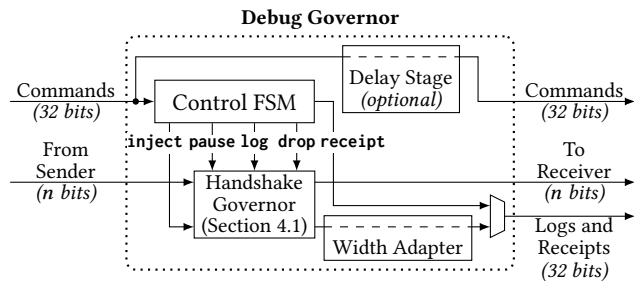 Debug Governor
Commands
(32 bits)
Control FSM
Delay Stage
(optional)
Commands
(32 bits)
inject pause log drop receipt
From
Sender
(n bits)
Handshake
Governor
(Section 4.1)
Width Adapter
To
Receiver
(n bits)
Logs and
Receipts
(32 bits)